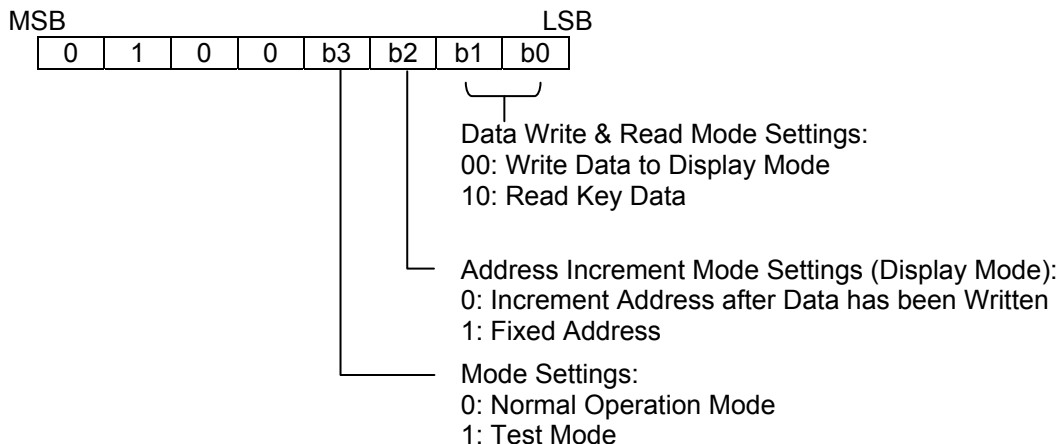 MSB LSB
0 1 0 0 b3 b2 b1 b0
Data Write & Read Mode Settings:
00: Write Data to Display Mode
10: Read Key Data
Address Increment Mode Settings (Display Mode):
0: Increment Address after Data has been Written
1: Fixed Address
Mode Settings:
0: Normal Operation Mode
1: Test Mode